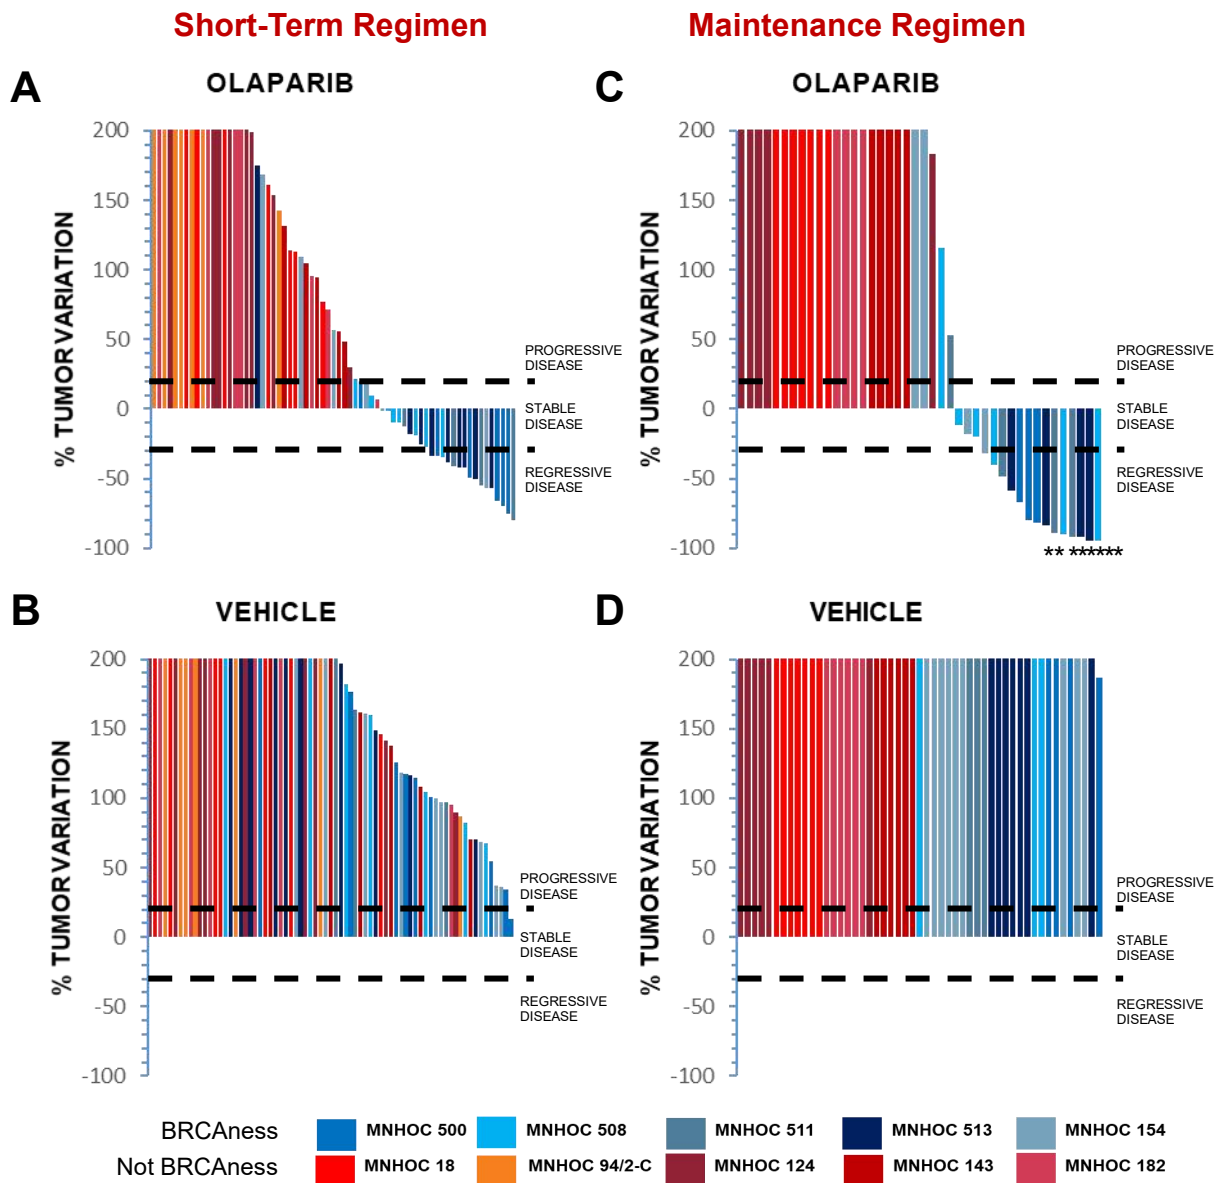 Short-Term Regimen
Maintenance Regimen
A
OLAPARIB
% TUMOR VARIATION
200
150
100
50
0
-50
-100
PROGRESSIVE
DISEASE
STABLE
DISEASE
REGRESSIVE
DISEASE
C
OLAPARIB
% TUMOR VARIATION
200
150
100
50
0
-50
-100
PROGRESSIVE
DISEASE
STABLE
DISEASE
REGRESSIVE
DISEASE
** ******
B
VEHICLE
% TUMOR VARIATION
200
150
100
50
0
-50
-100
PROGRESSIVE
DISEASE
STABLE
DISEASE
REGRESSIVE
DISEASE
D
VEHICLE
% TUMOR VARIATION
200
150
100
50
0
-50
-100
PROGRESSIVE
DISEASE
STABLE
DISEASE
REGRESSIVE
DISEASE
BRCAness MNHOC 500 MNHOC 508 MNHOC 511 MNHOC 513 MNHOC 154
Not BRCAness MNHOC 18 MNHOC 94/2-C MNHOC 124 MNHOC 143 MNHOC 182